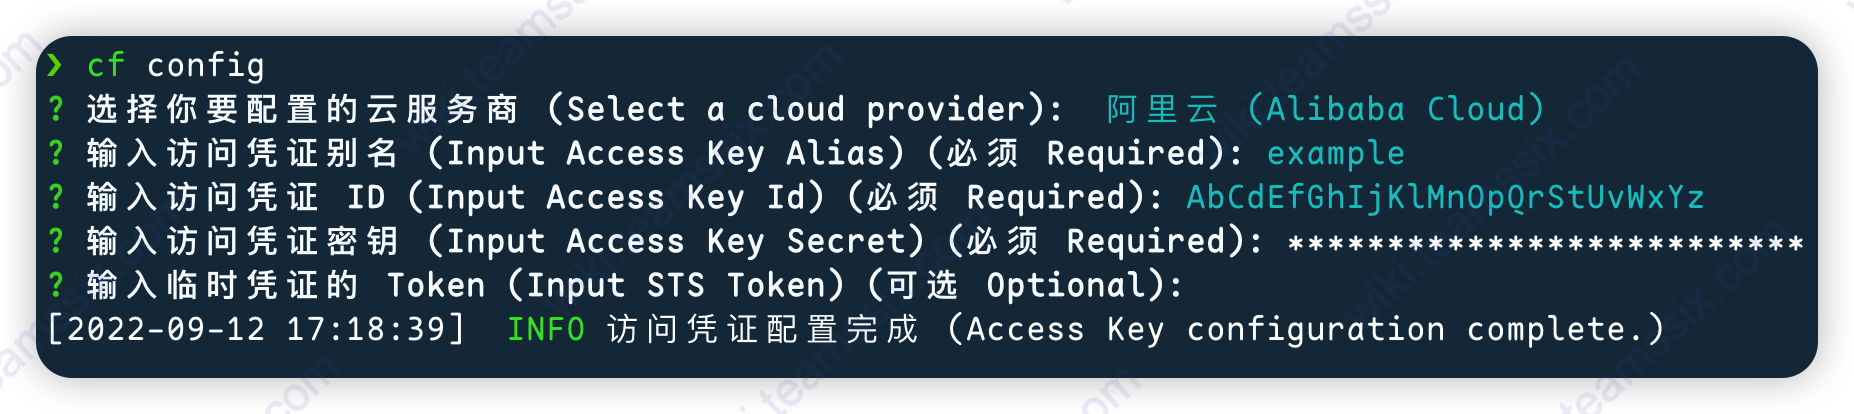 ❯ cf config
? 选择你要配置的云服务商 (Select a cloud provider): 阿里云 (Alibaba Cloud)
? 输入访问凭证别名 (Input Access Key Alias) (必须 Required): example
? 输入访问凭证 ID (Input Access Key Id) (必须 Required): AbCdEfGhIjKlMnOpQrStUvWxYz
? 输入访问凭证密钥 (Input Access Key Secret) (必须 Required): **************************
? 输入临时凭证的 Token (Input STS Token) (可选 Optional):
[2022-09-12 17:18:39] INFO 访问凭证配置完成 (Access Key configuration complete.)
wiki.teamssix.com